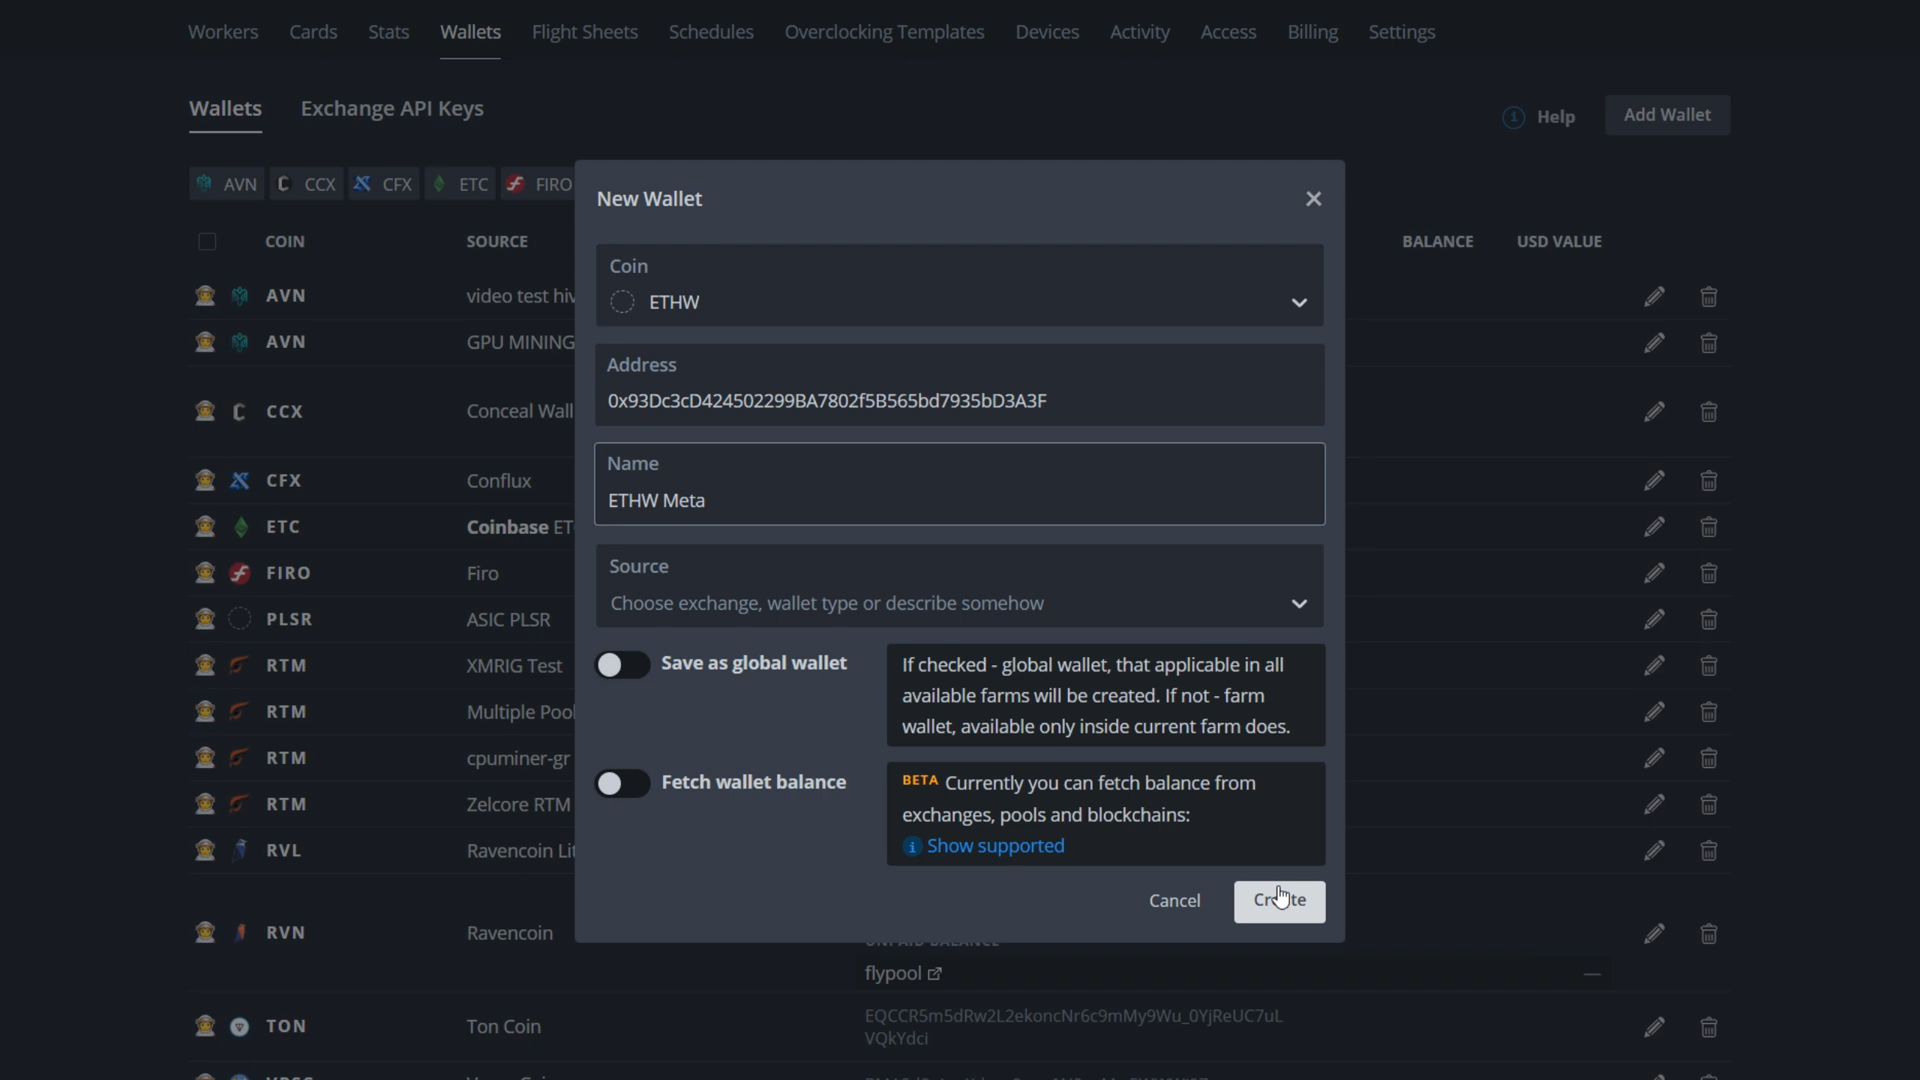 Workers Cards Stats Wallets Flight Sheets Schedules Overclocking Templates Devices Activity Access Billing Settings
Wallets Exchange API Keys
Help Add Wallet
AVN CCX CFX ETC FIRO
COIN SOURCE BALANCE USD VALUE
AVN video test hiv
AVN GPU MINING
CCX Conceal Wall
CFX Conflux
ETC Coinbase ET
FIRO Firo
PLSR ASIC PLSR
RTM XMRIG Test
RTM Multiple Pool
RTM cpuminer-gr
RTM Zelcore RTM
RVL Ravencoin Lit
RVN Ravencoin
flypool —
TON Ton Coin EQCCR5m5dRw2L2ekoncNr6c9mMy9Wu_0YjReUC7uL
VQkYdci
New Wallet
Coin
ETHW
Address
0x93Dc3cD424502299BA7802f5B565bd7935bD3A3F
Name
ETHW Meta
Source
Choose exchange, wallet type or describe somehow
Save as global wallet
If checked - global wallet, that applicable in all
available farms will be created. If not - farm
wallet, available only inside current farm does.
Fetch wallet balance
BETA Currently you can fetch balance from
exchanges, pools and blockchains:
Show supported
Cancel Create